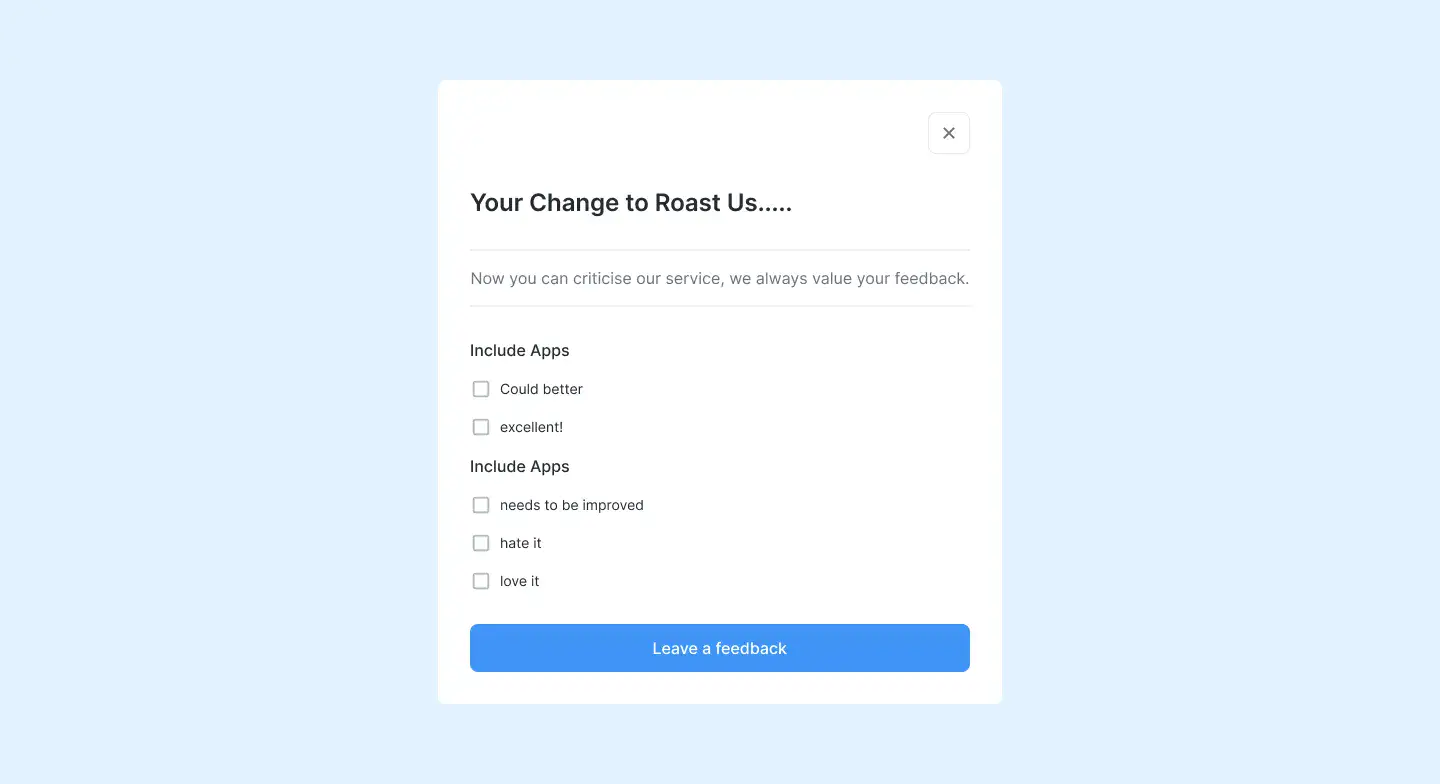 Your Change to Roast Us.....
Now you can criticise our service, we always value your feedback.
Include Apps
Could better
excellent!
Include Apps
needs to be improved
hate it
love it
Leave a feedback